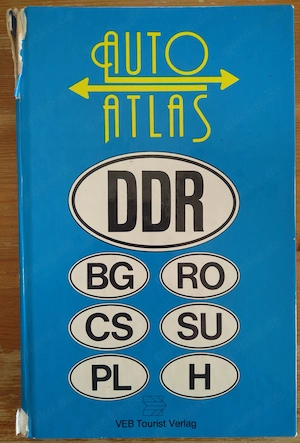 AUTO
ATLAS
DDR
BG RO
CS SU
PL H
VEB Tourist Verlag